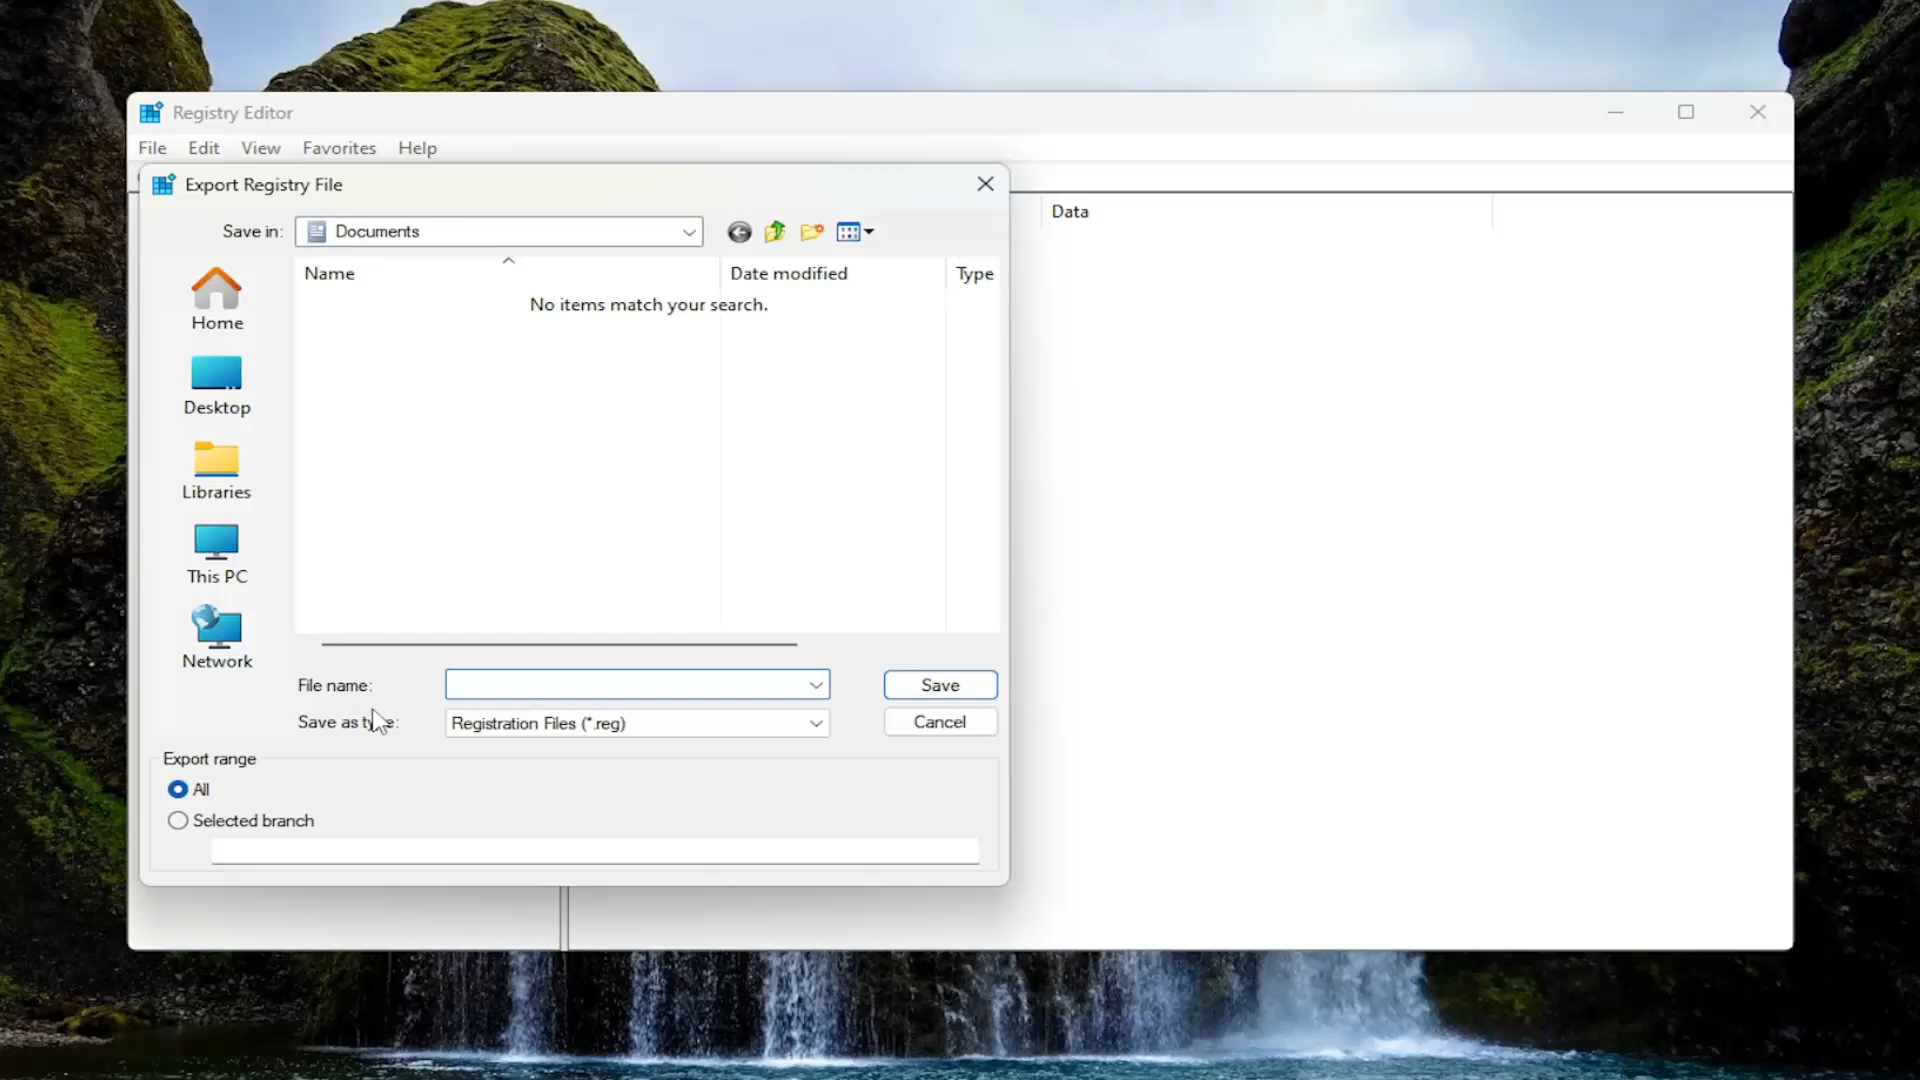 Registry Editor
File Edit View Favorites Help
Export Registry File
Save in: Documents
Data
Name Date modified Type
No items match your search.
Home
Desktop
Libraries
This PC
Network
File name: Save
Save as type: Registration Files (*.reg) Cancel
Export range
All
Selected branch